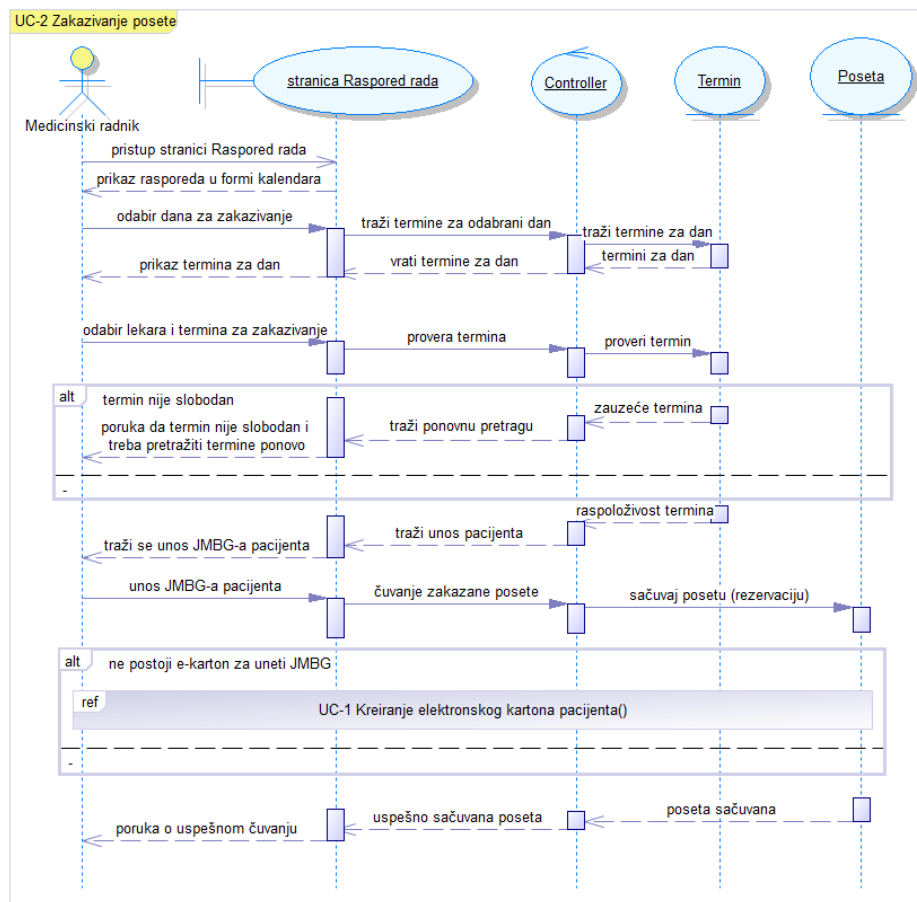 UC-2 Zakazivanje posete
stranica Raspored rada
Controller
Termin
Poseta
Medicinski radnik
pristup stranici Raspored rada
prikaz rasporeda u formi kalendara
odabir dana za zakazivanje
traži termine za odabrani dan
traži termine za dan
termini za dan
vrati termine za dan
prikaz termina za dan
odabir lekara i termina za zakazivanje
provera termina
proveri termin
alt
termin nije slobodan
zauzeće termina
traži ponovnu pretragu
poruka da termin nije slobodan i
treba pretražiti termine ponovo
-
raspoloživost termina
traži unos pacijenta
traži se unos JMBG-a pacijenta
unos JMBG-a pacijenta
čuvanje zakazane posete
sačuvaj posetu (rezervaciju)
alt
ne postoji e-karton za uneti JMBG
ref
UC-1 Kreiranje elektronskog kartona pacijenta()
-
poseta sačuvana
uspešno sačuvana poseta
poruka o uspešnom čuvanju